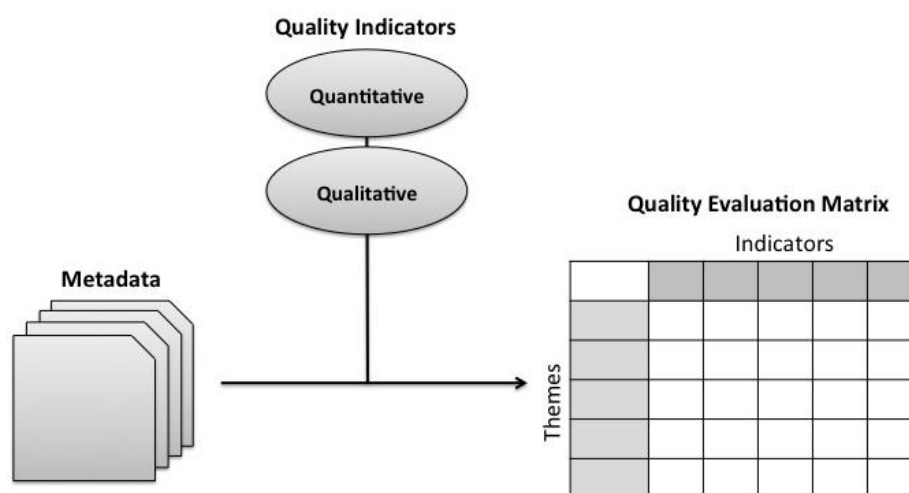 Quality Indicators
Quantitative
Qualitative
Quality Evaluation Matrix
Indicators
Metadata
Themes